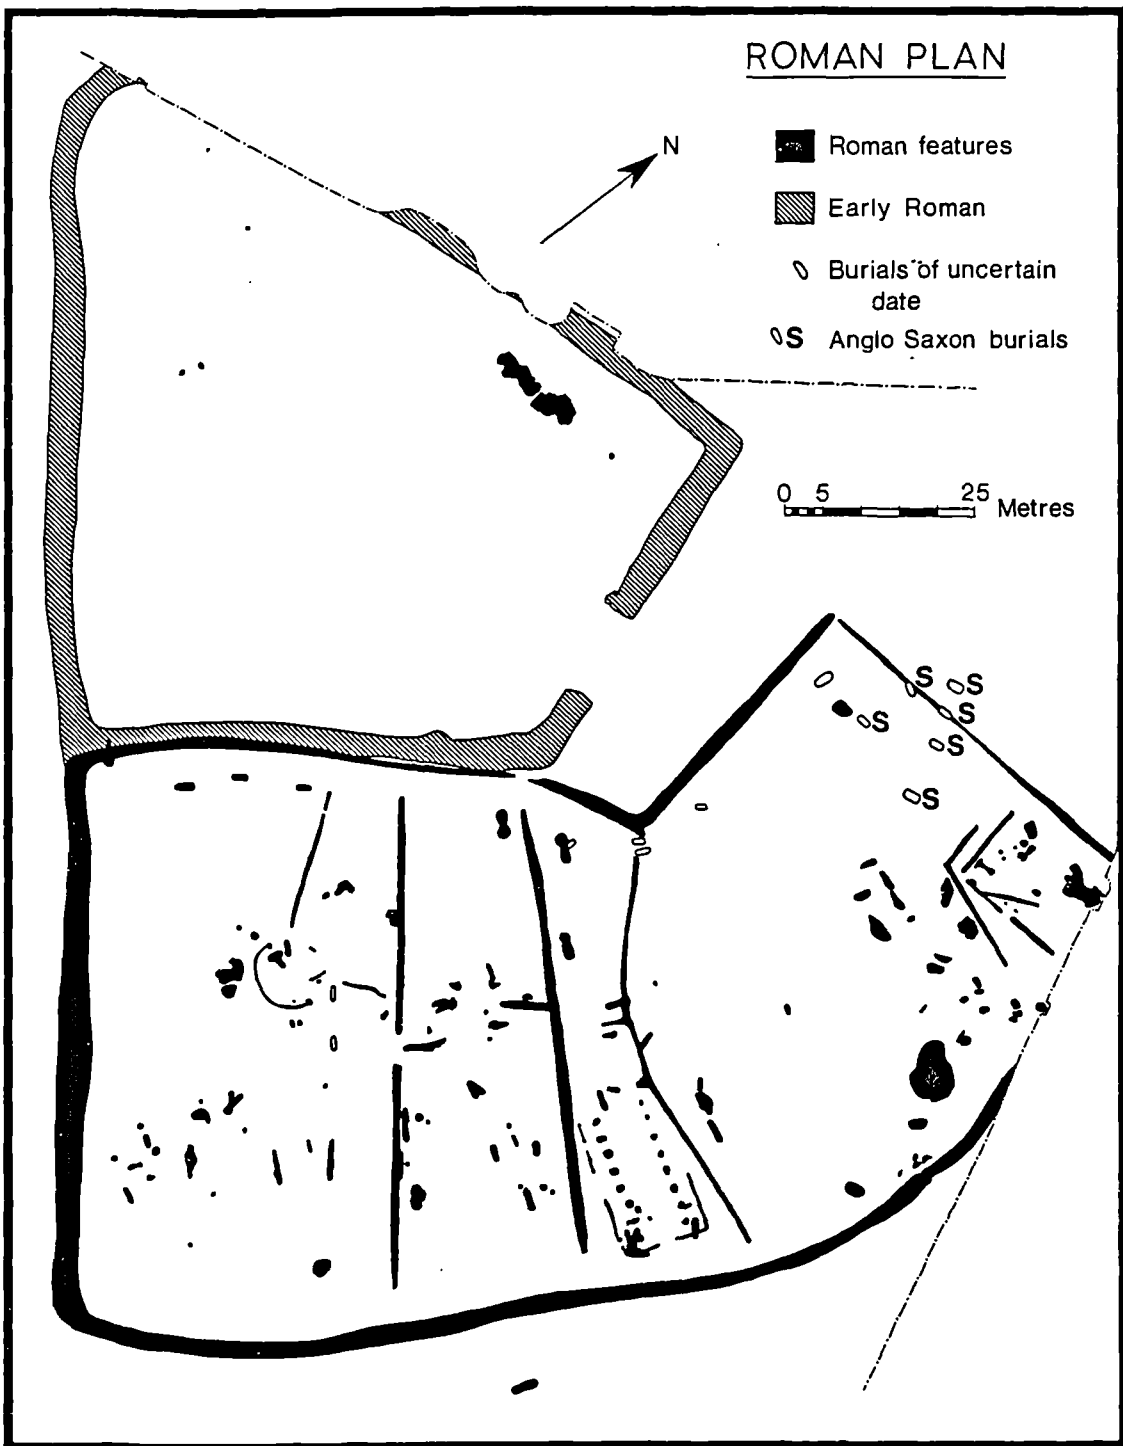 ROMAN PLAN
N
Roman features
Early Roman
Burials of uncertain
date
S Anglo Saxon burials
0 5 25 Metres
S
S
S
S
S
S